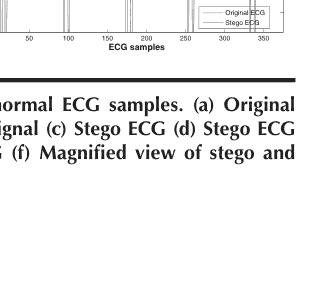 Original ECG
Stego ECG
50 100 150 200 250 300 350
ECG samples
normal ECG samples. (a) Original
ignal (c) Stego ECG (d) Stego ECG
(f) Magnified view of stego and